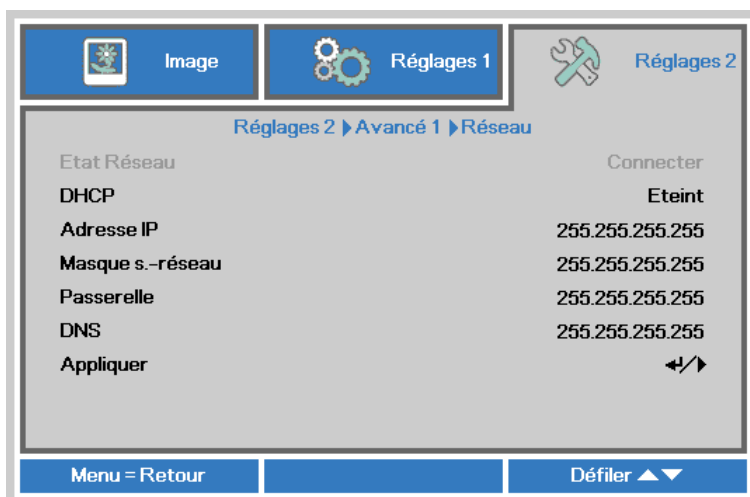 Image
Réglages 1
Réglages 2
Réglages 2 Avancé 1 Réseau
Etat Réseau Connecter
DHCP Eteint
Adresse IP 255.255.255.255
Masque s.-réseau 255.255.255.255
Passerelle 255.255.255.255
DNS 255.255.255.255
Appliquer
Menu = Retour
Défiler